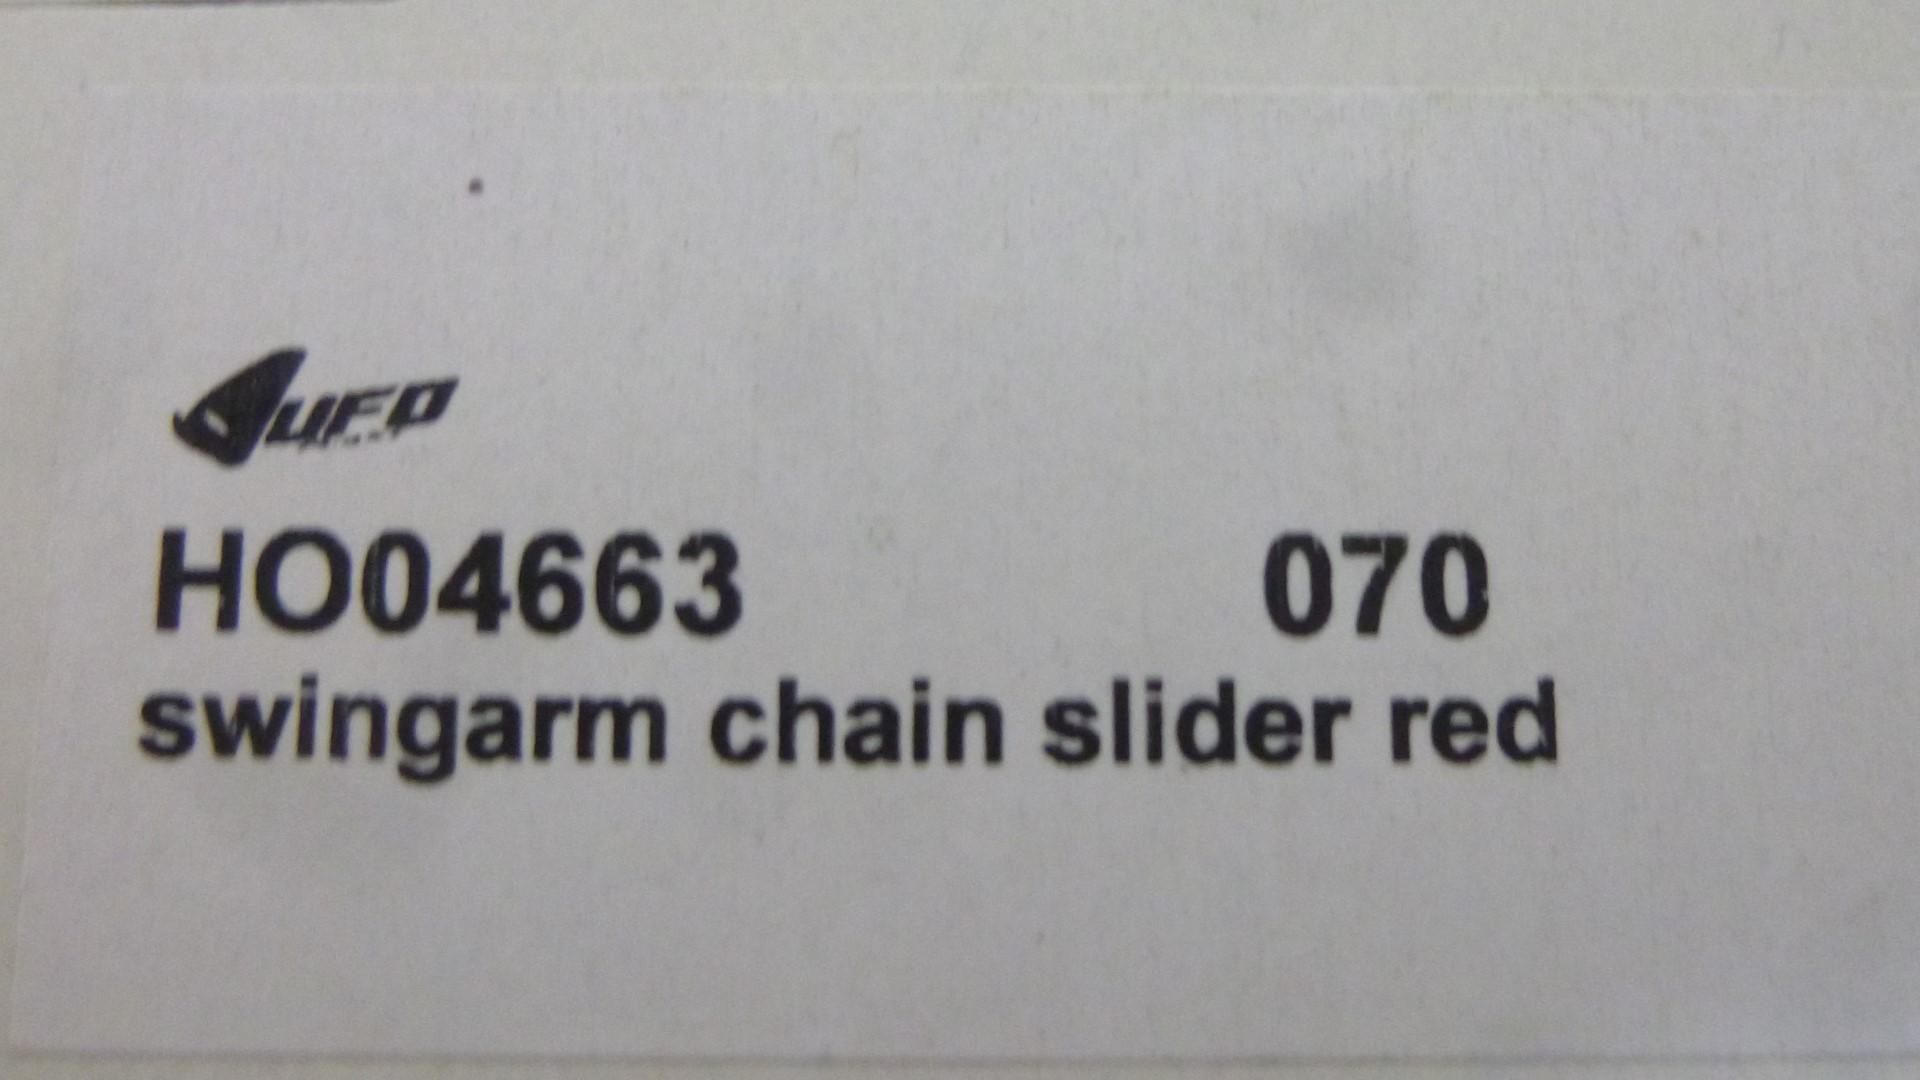 UFO
HO04663 070
swingarm chain slider red